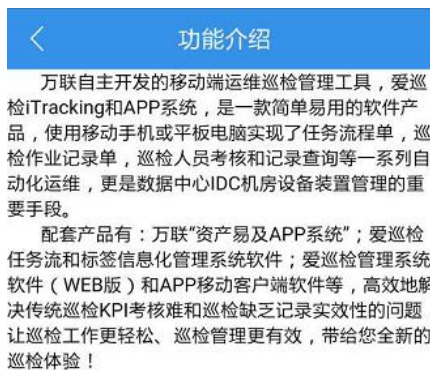 功能介绍
万联自主开发的移动端运维巡检管理工具，爱巡
检iTracking和APP系统，是一款简单易用的软件产
品，使用移动手机或平板电脑实现了任务流程单，巡
检作业记录单，巡检人员考核和记录查询等一系列自
动化运维，更是数据中心IDC机房设备装置管理的重
要手段。
配套产品有：万联“资产易及APP系统”；爱巡检
任务流和标签信息化管理系统软件；爱巡检管理系统
软件（WEB版）和APP移动客户端软件等，高效地解
决传统巡检KPI考核难和巡检缺乏记录实效性的问题
让巡检工作更轻松、巡检管理更有效，带给您全新的
巡检体验！